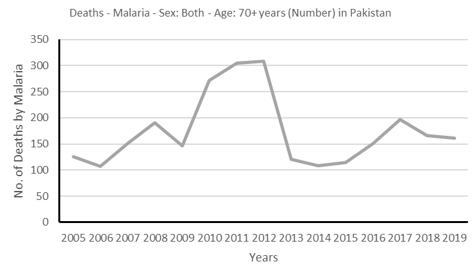 Deaths - Malaria - Sex: Both - Age: 70+ years (Number) in Pakistan
No. of Deaths by Malaria
350
300
250
200
150
100
50
0
2005 2006 2007 2008 2009 2010 2011 2012 2013 2014 2015 2016 2017 2018 2019
Years